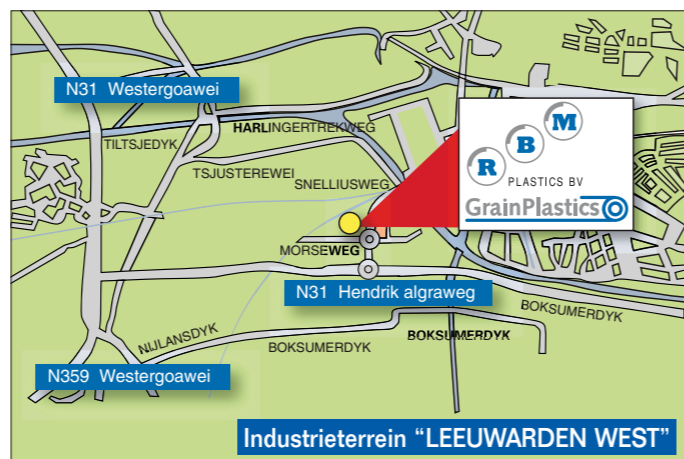 N31 Westergoawei
HARLINGERTREKWEG
TILTSJEDYK
TSJUSTEREWEI
SNELLIUSWEG
R B M
PLASTICS BV
GrainPlastics
MORSEWEG
N31 Hendrik algraweg
BOKSUMERDYK
NIJLANSDYK
BOKSUMERDYK
BOKSUMERDYK
N359 Westergoawei
Industrieterrein “LEEUWARDEN WEST”